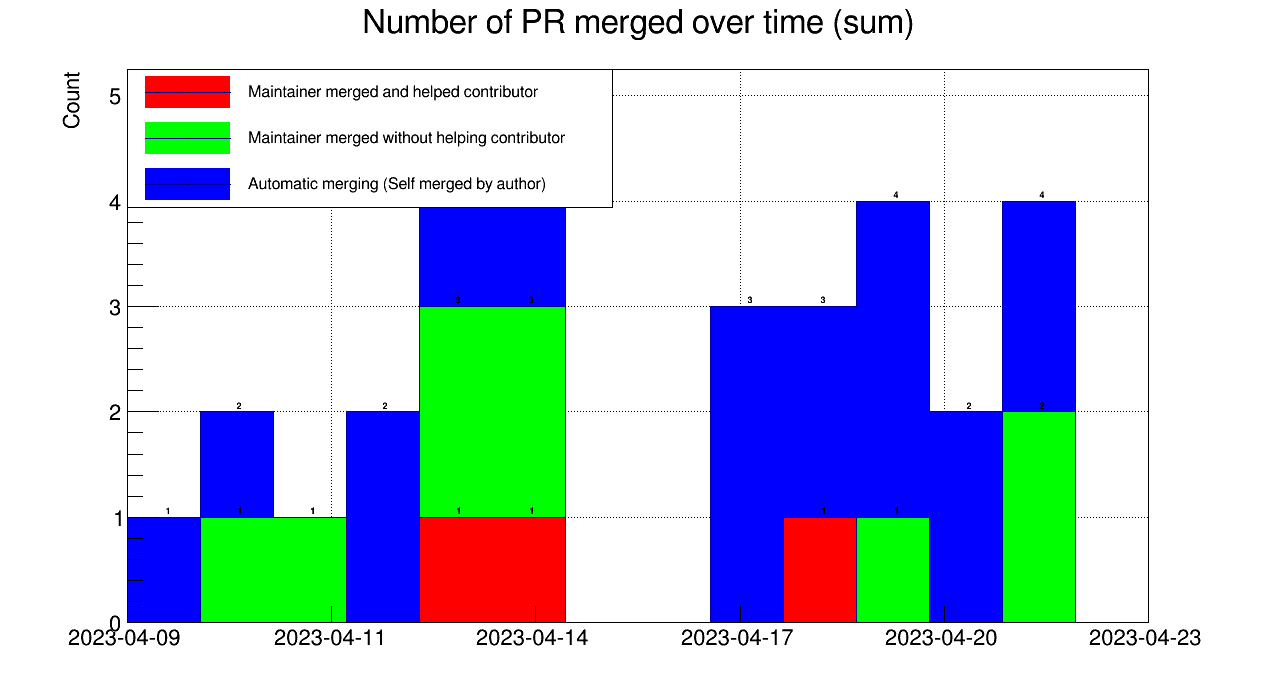 Number of PR merged over time (sum)
Count
Maintainer merged and helped contributor
Maintainer merged without helping contributor
Automatic merging (Self merged by author)
5
4
4 4
3
3 3 3 3
2
2 2 2 2
1
1 1 1 1 1 1 1
0
2023-04-09 2023-04-11 2023-04-14 2023-04-17 2023-04-20 2023-04-23